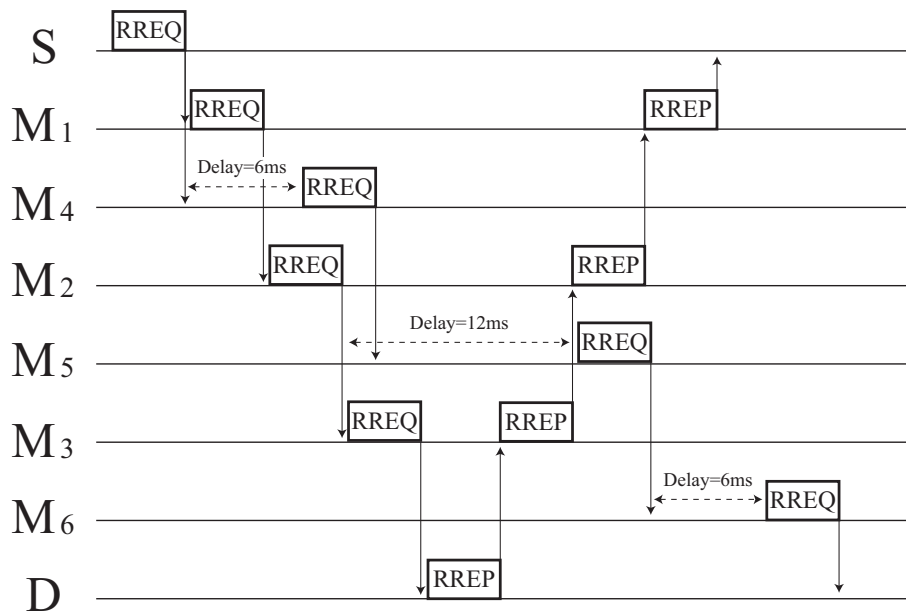 S RREQ
M1 RREQ RREP
Delay=6ms
M4 RREQ
M2 RREQ RREP
Delay=12ms
M5 RREQ
M3 RREQ RREP
Delay=6ms
M6 RREQ
D RREP